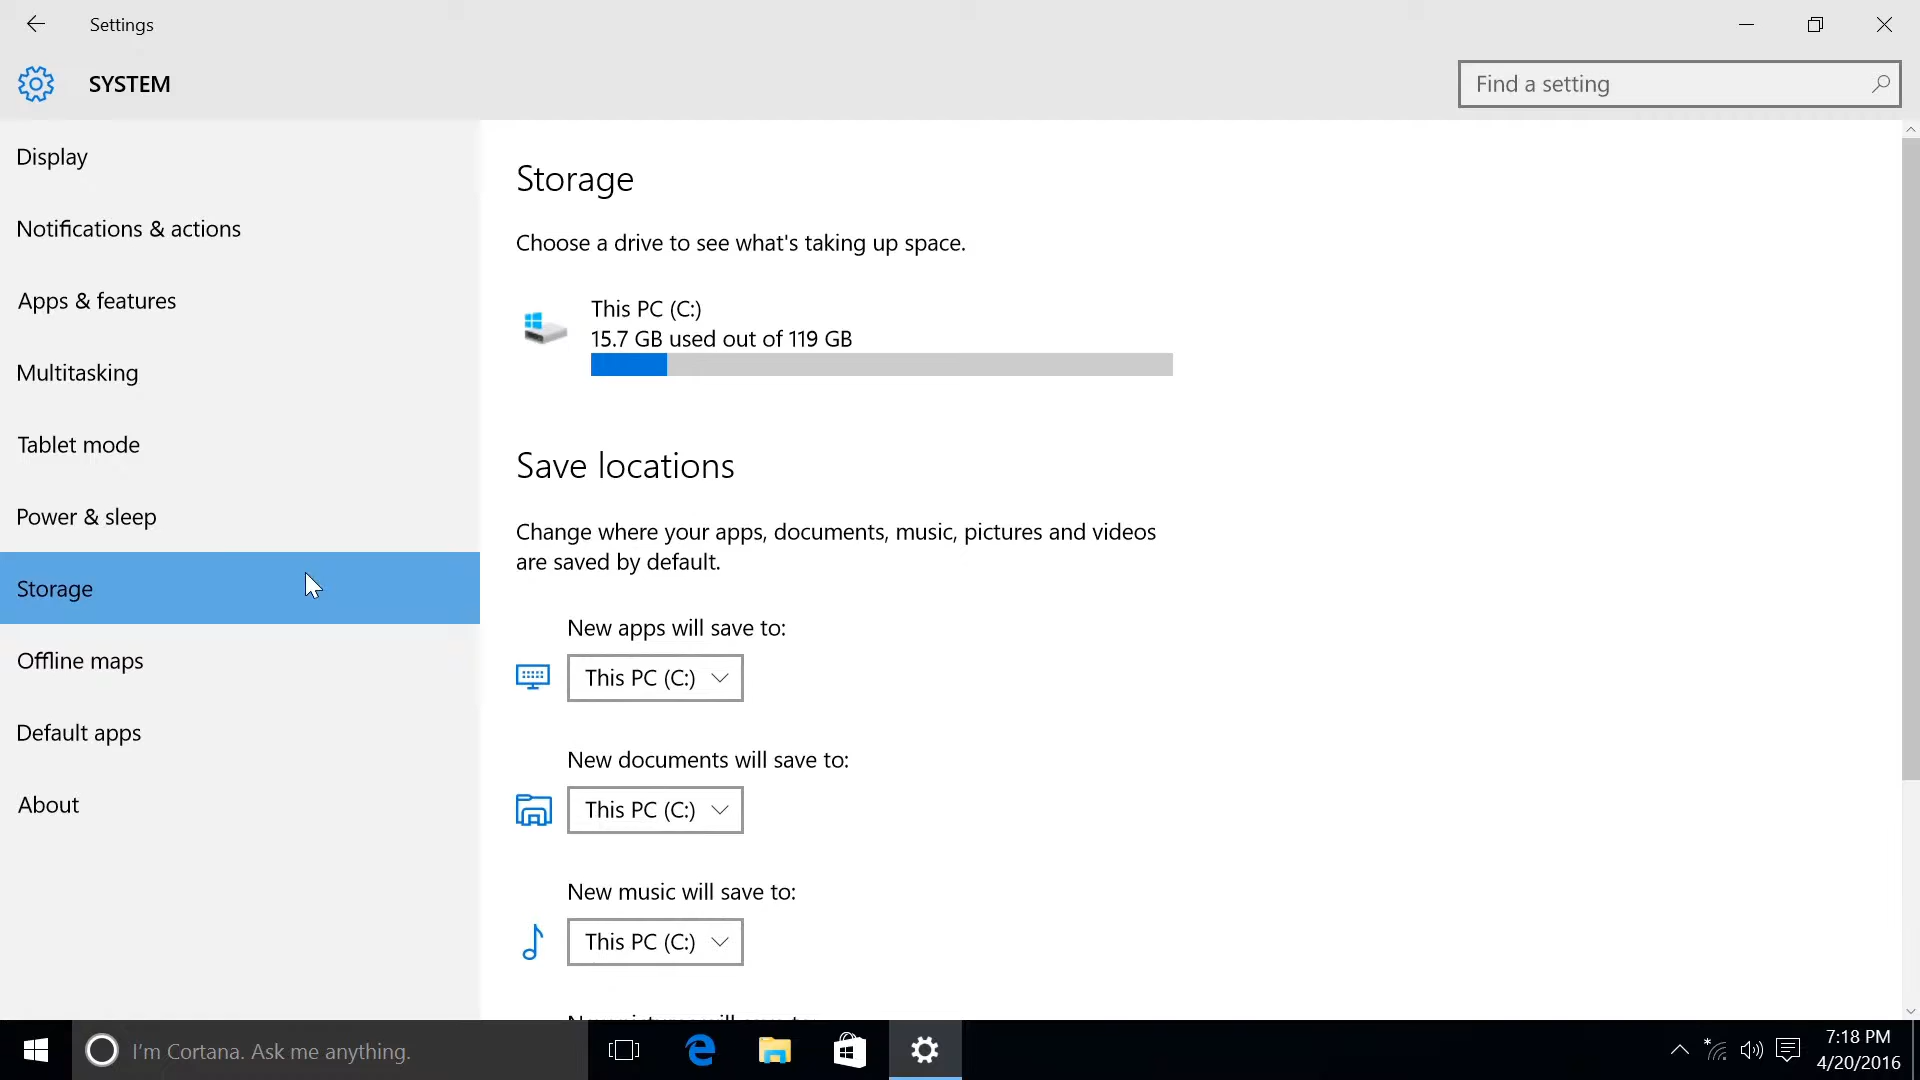 Settings
SYSTEM
Find a setting
Display
Notifications & actions
Apps & features
Multitasking
Tablet mode
Power & sleep
Storage
Offline maps
Default apps
About
Storage
Choose a drive to see what's taking up space.
This PC (C:)
15.7 GB used out of 119 GB
Save locations
Change where your apps, documents, music, pictures and videos
are saved by default.
New apps will save to:
This PC (C:)
New documents will save to:
This PC (C:)
New music will save to:
This PC (C:)
I'm Cortana. Ask me anything.
7:18 PM
4/20/2016